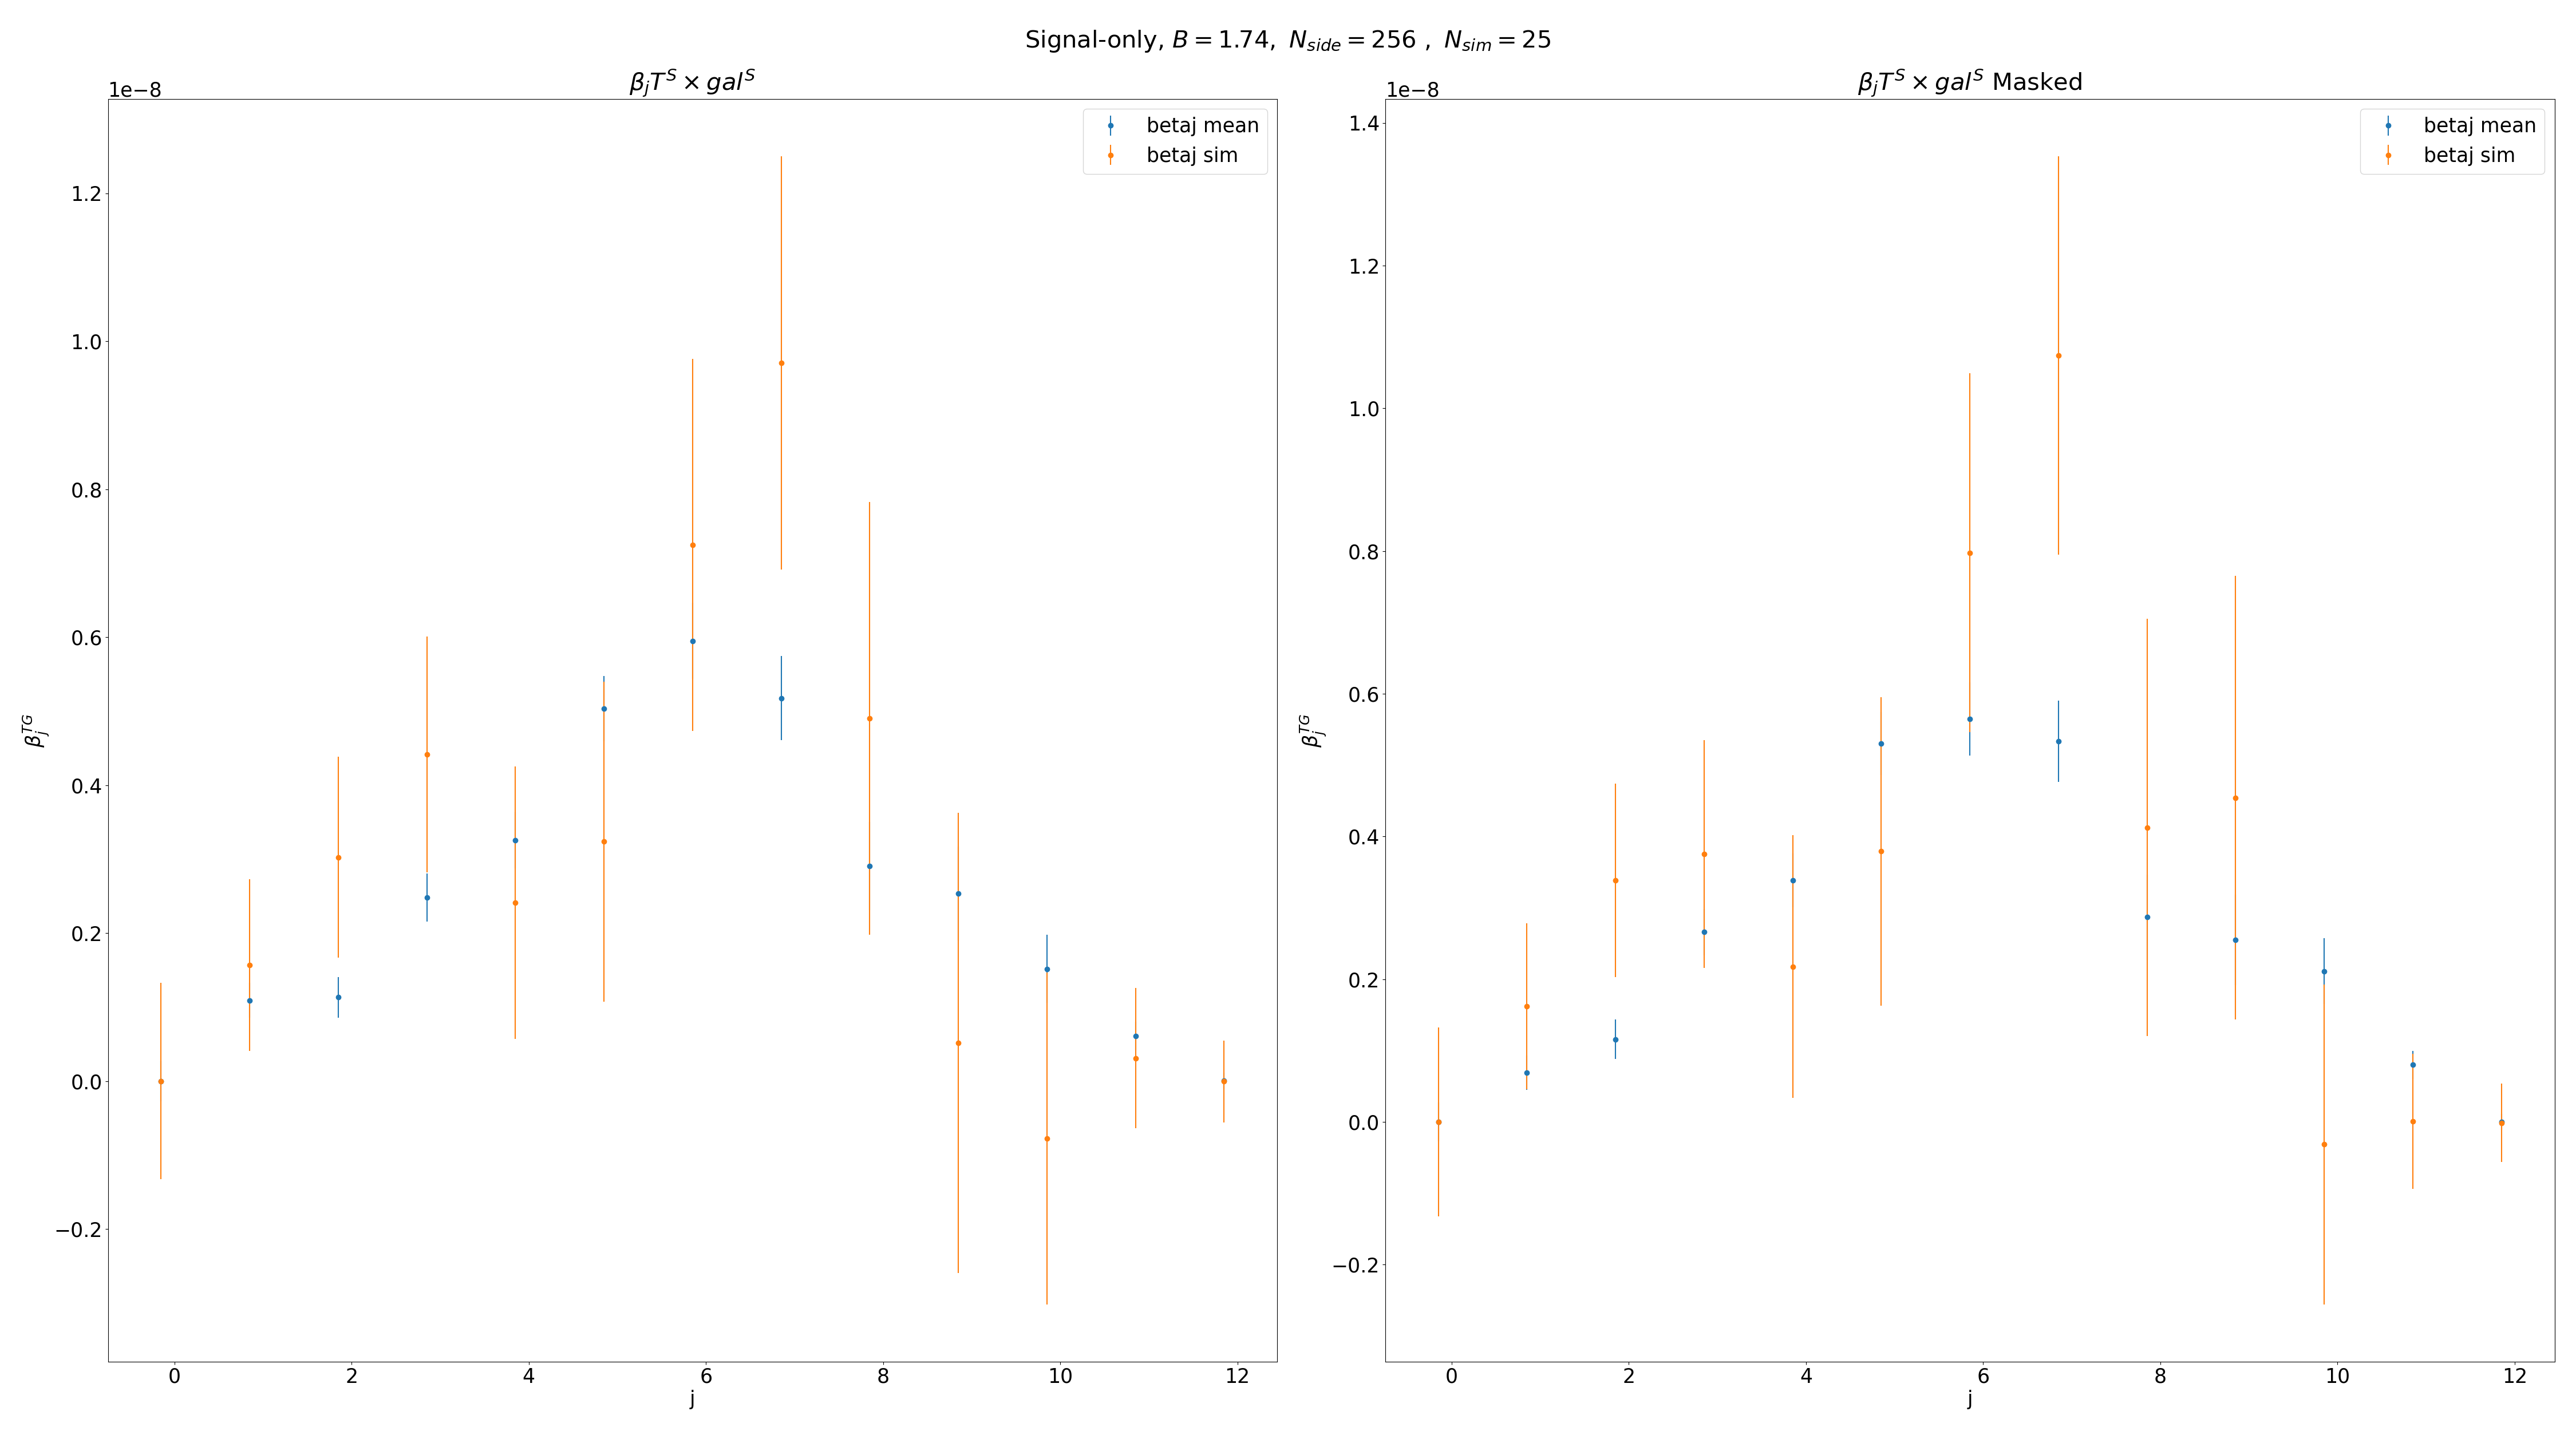 Signal-only, B = 1.74, N_side = 256 , N_sim = 25
β_j T^S × gal^S
1e−8
betaj mean
betaj sim
1.2
1.0
0.8
0.6
0.4
0.2
0.0
−0.2
β_j^TG
0 2 4 6 8 10 12
j
β_j T^S × gal^S Masked
1e−8
betaj mean
betaj sim
1.4
1.2
1.0
0.8
0.6
0.4
0.2
0.0
−0.2
β_j^TG
0 2 4 6 8 10 12
j